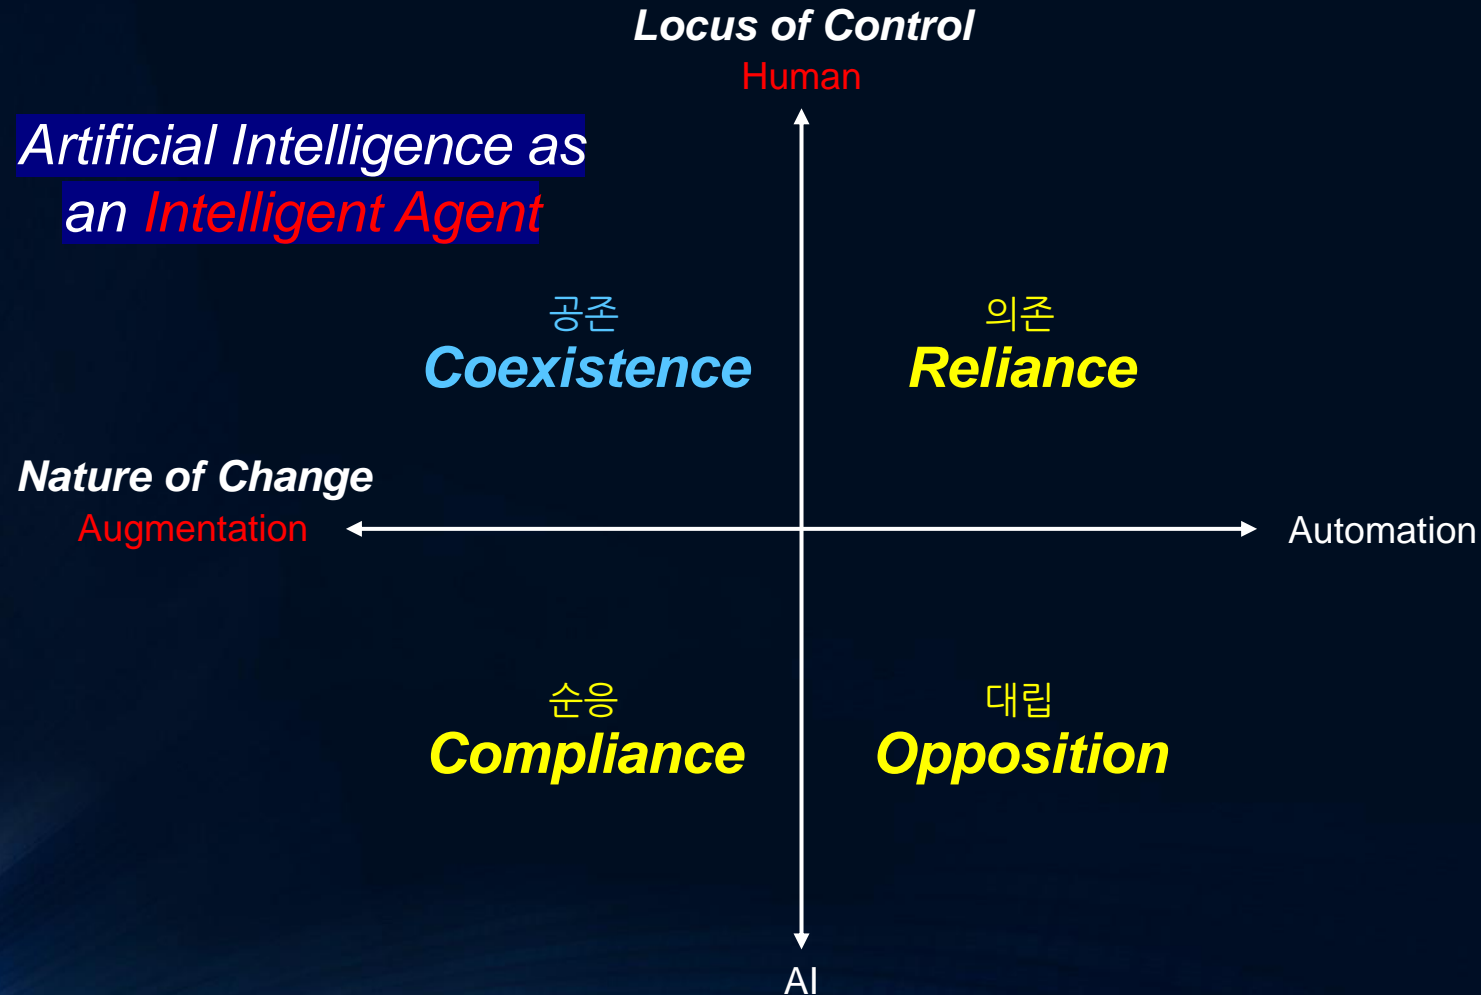 Locus of Control
Human
Artificial Intelligence as
an Intelligent Agent
공존
Coexistence
의존
Reliance
Nature of Change
Augmentation
Automation
순응
Compliance
대립
Opposition
AI